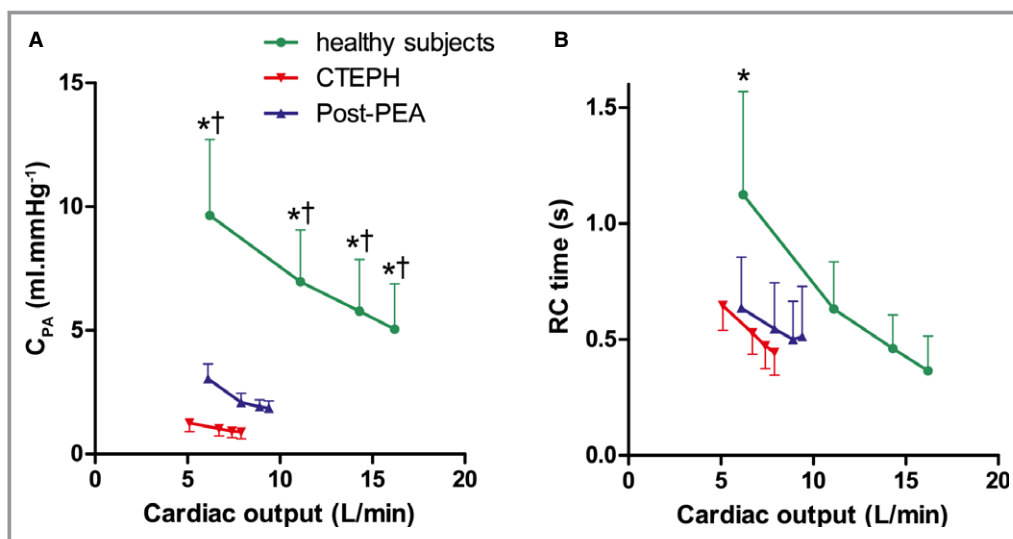 A
healthy subjects
CTEPH
Post-PEA
15
10
5
0
*†
*†
*†
*†
C_PA (ml.mmHg⁻¹)
0 5 10 15 20
Cardiac output (L/min)
B
*
1.5
1.0
0.5
0.0
RC time (s)
0 5 10 15 20
Cardiac output (L/min)